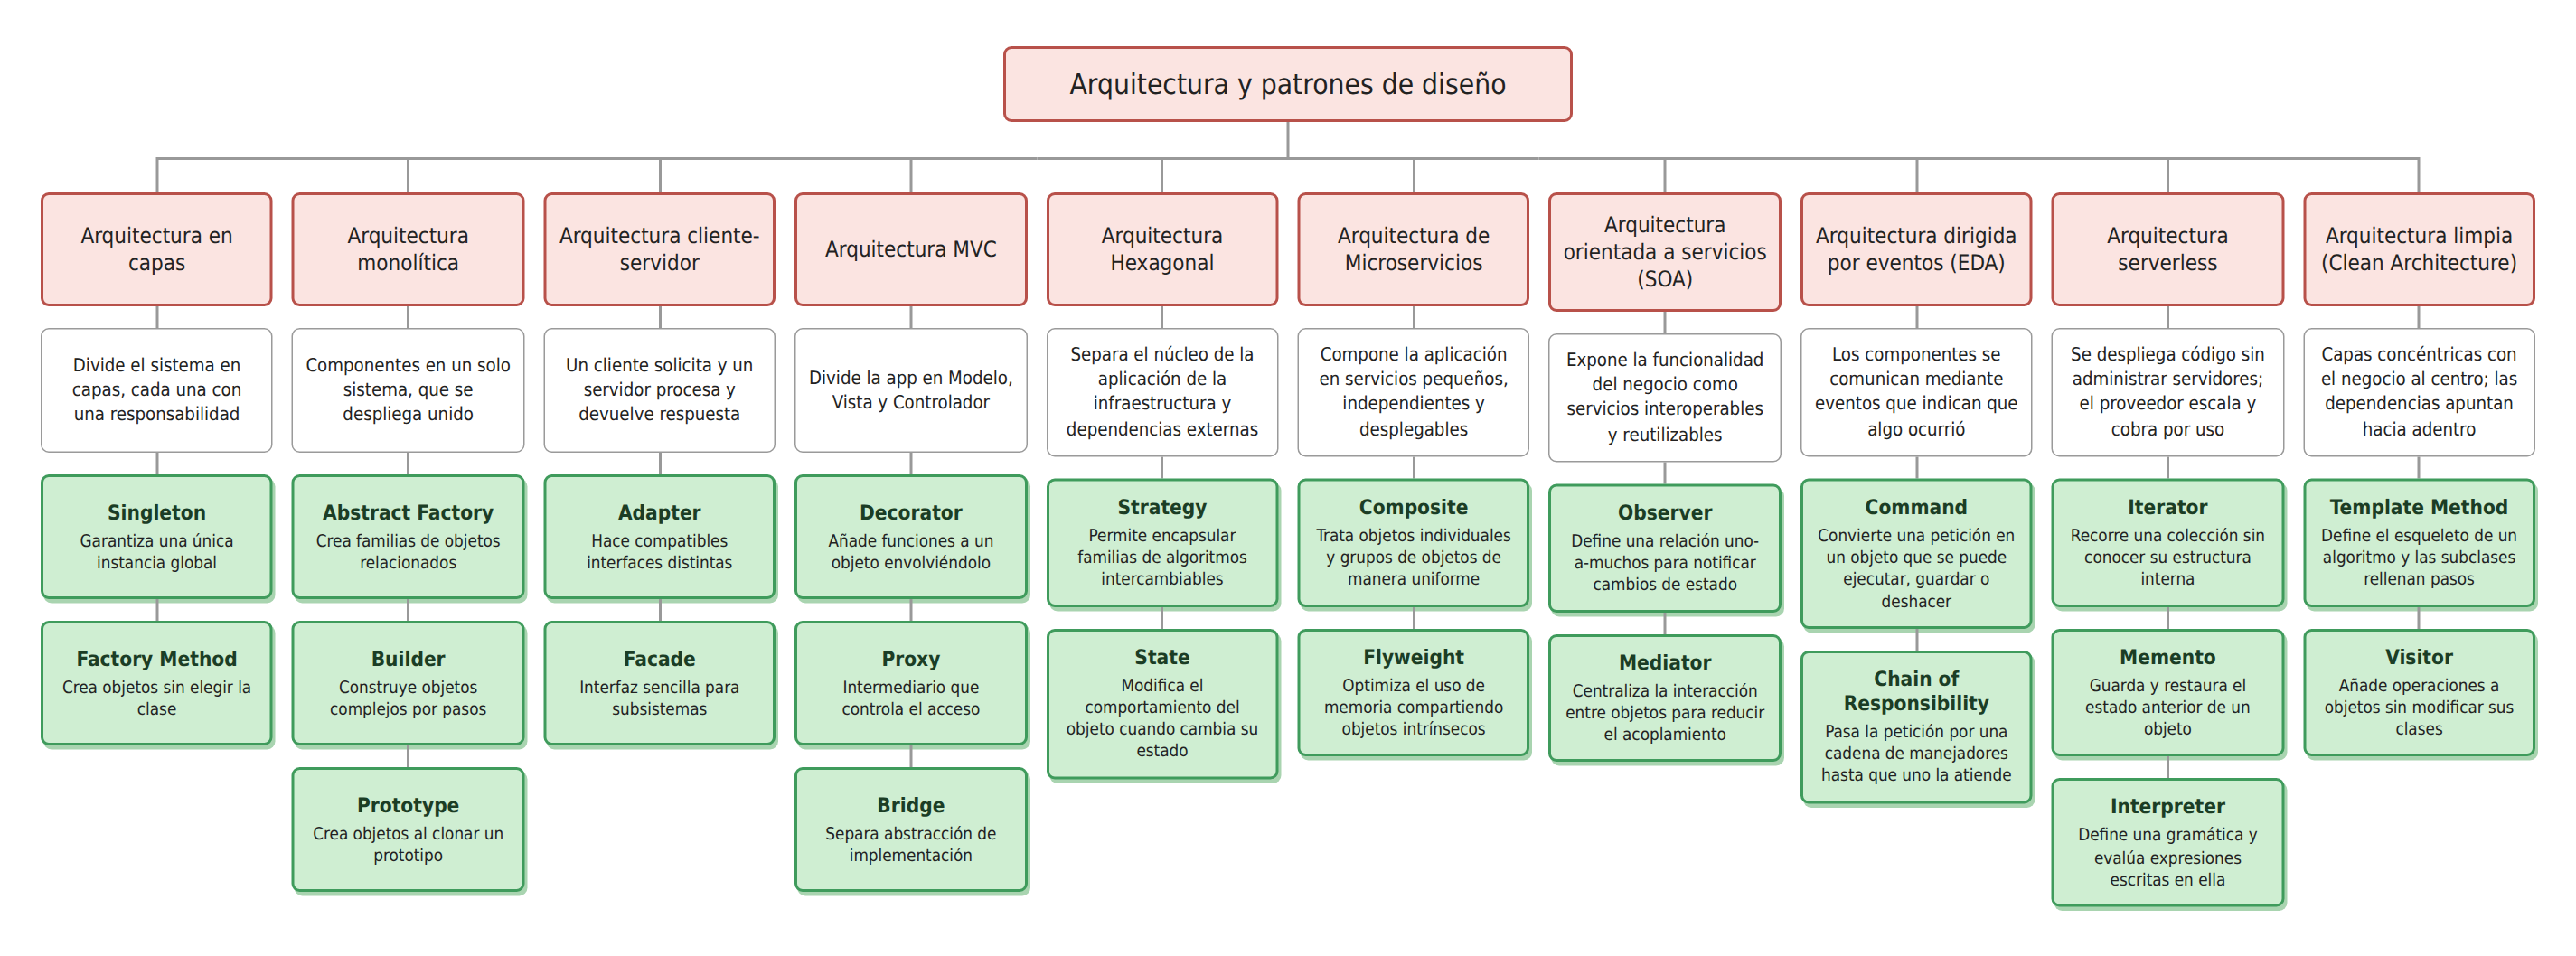 Arquitectura y patrones de diseño
Arquitectura en
capas
Divide el sistema en
capas, cada una con
una responsabilidad
Singleton
Garantiza una única
instancia global
Factory Method
Crea objetos sin elegir la
clase
Arquitectura
monolítica
Componentes en un solo
sistema, que se
despliega unido
Abstract Factory
Crea familias de objetos
relacionados
Builder
Construye objetos
complejos por pasos
Prototype
Crea objetos al clonar un
prototipo
Arquitectura cliente-
servidor
Un cliente solicita y un
servidor procesa y
devuelve respuesta
Adapter
Hace compatibles
interfaces distintas
Facade
Interfaz sencilla para
subsistemas
Arquitectura MVC
Divide la app en Modelo,
Vista y Controlador
Decorator
Añade funciones a un
objeto envolviéndolo
Proxy
Intermediario que
controla el acceso
Bridge
Separa abstracción de
implementación
Arquitectura
Hexagonal
Separa el núcleo de la
aplicación de la
infraestructura y
dependencias externas
Strategy
Permite encapsular
familias de algoritmos
intercambiables
State
Modifica el
comportamiento del
objeto cuando cambia su
estado
Arquitectura de
Microservicios
Compone la aplicación
en servicios pequeños,
independientes y
desplegables
Composite
Trata objetos individuales
y grupos de objetos de
manera uniforme
Flyweight
Optimiza el uso de
memoria compartiendo
objetos intrínsecos
Arquitectura
orientada a servicios
(SOA)
Expone la funcionalidad
del negocio como
servicios interoperables
y reutilizables
Observer
Define una relación uno-
a-muchos para notificar
cambios de estado
Mediator
Centraliza la interacción
entre objetos para reducir
el acoplamiento
Arquitectura dirigida
por eventos (EDA)
Los componentes se
comunican mediante
eventos que indican que
algo ocurrió
Command
Convierte una petición en
un objeto que se puede
ejecutar, guardar o
deshacer
Chain of
Responsibility
Pasa la petición por una
cadena de manejadores
hasta que uno la atiende
Arquitectura
serverless
Se despliega código sin
administrar servidores;
el proveedor escala y
cobra por uso
Iterator
Recorre una colección sin
conocer su estructura
interna
Memento
Guarda y restaura el
estado anterior de un
objeto
Interpreter
Define una gramática y
evalúa expresiones
escritas en ella
Arquitectura limpia
(Clean Architecture)
Capas concéntricas con
el negocio al centro; las
dependencias apuntan
hacia adentro
Template Method
Define el esqueleto de un
algoritmo y las subclases
rellenan pasos
Visitor
Añade operaciones a
objetos sin modificar sus
clases